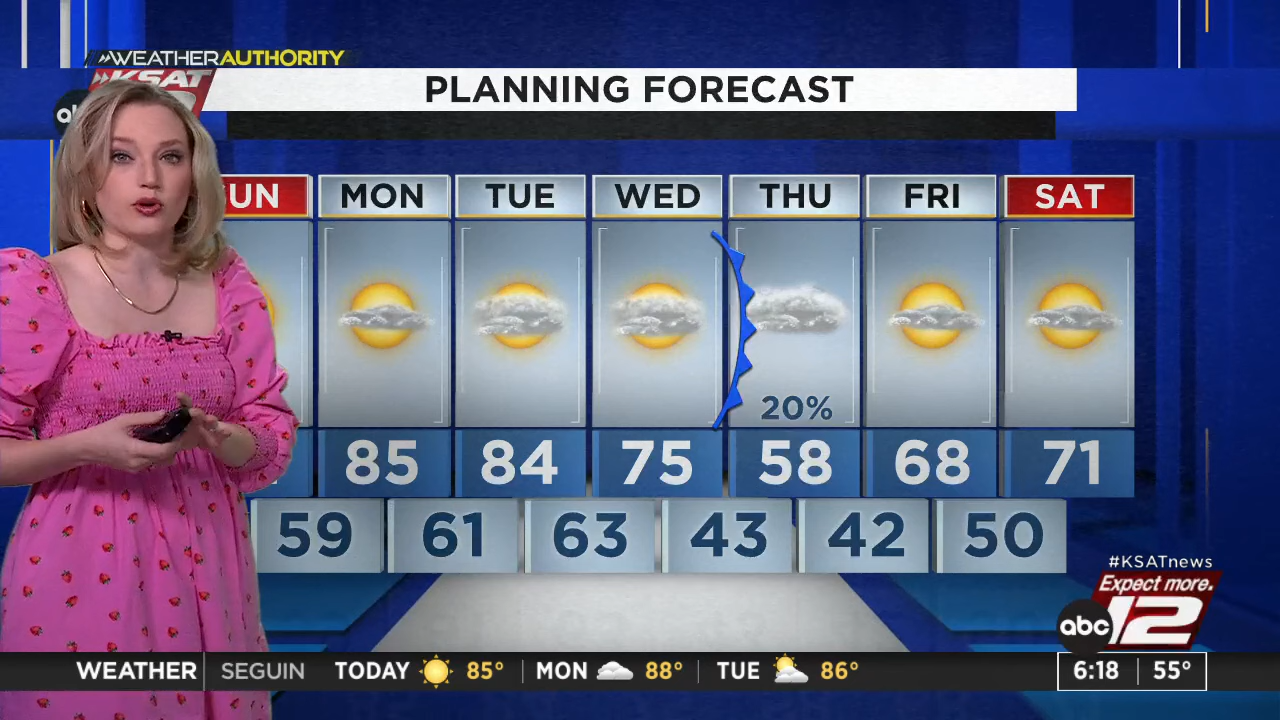 WEATHERAUTHORITY
KSAT
PLANNING FORECAST
SUN MON TUE WED THU FRI SAT
20%
85 84 75 58 68 71
59 61 63 43 42 50
#KSATnews
Expect more.
abc 12
WEATHER SEGUIN TODAY 85° MON 88° TUE 86° 6:18 55°